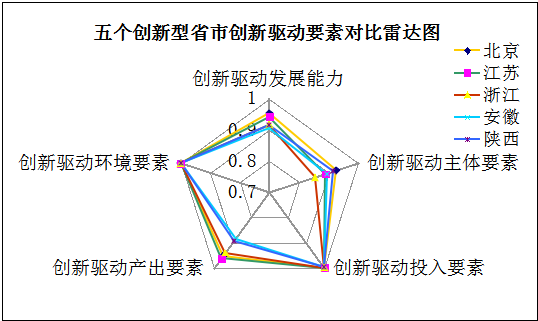 五个创新型省市创新驱动要素对比雷达图
北京
江苏
浙江
安徽
陕西
创新驱动发展能力
1
0.9
0.8
0.7
创新驱动环境要素
创新驱动主体要素
创新驱动产出要素
创新驱动投入要素